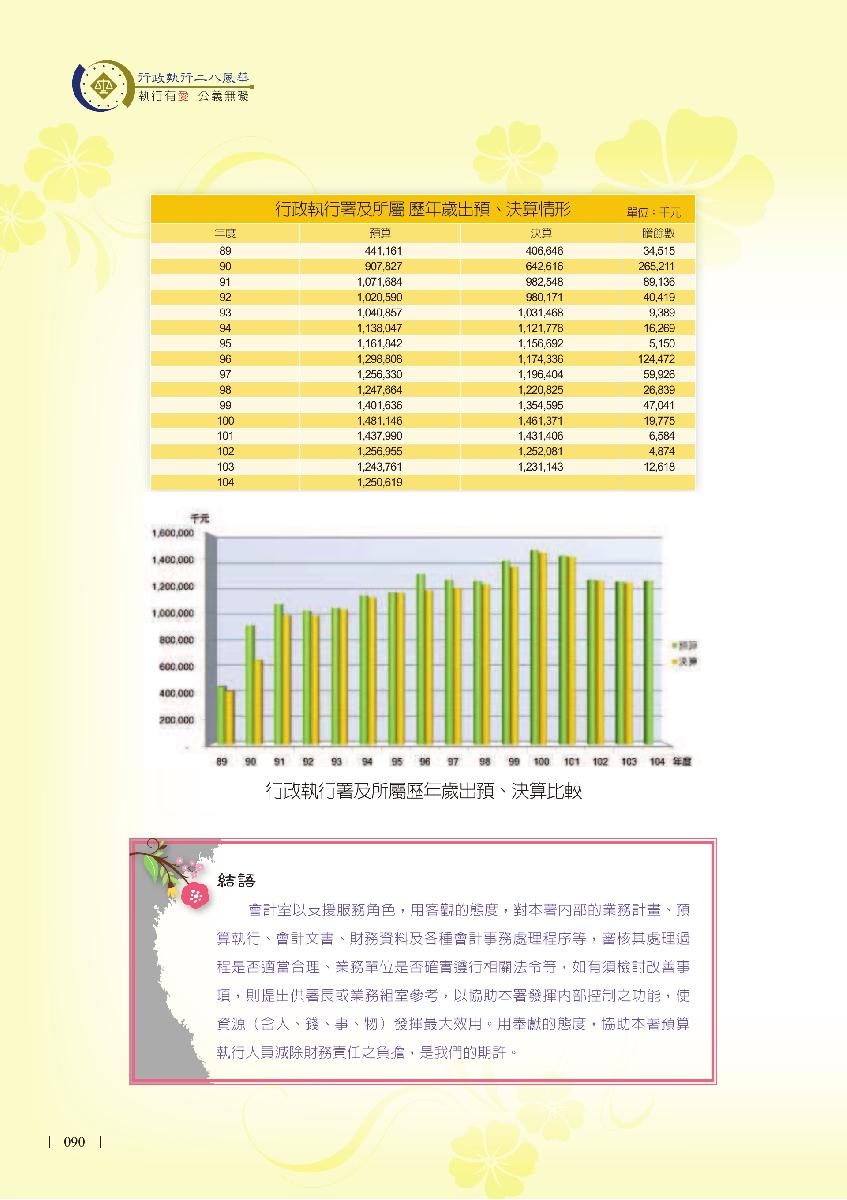 行政執行二八風華
執行有愛 公義無礙
行政執行署及所屬 歷年歲出預、決算情形 單位：千元
年度 預算 決算 賸餘數
89 441,161 406,646 34,515
90 907,827 642,616 265,211
91 1,071,684 982,548 89,136
92 1,020,590 980,171 40,419
93 1,040,857 1,031,468 9,389
94 1,138,047 1,121,778 16,269
95 1,161,842 1,156,692 5,150
96 1,298,808 1,174,336 124,472
97 1,256,330 1,196,404 59,926
98 1,247,664 1,220,825 26,839
99 1,401,636 1,354,595 47,041
100 1,481,146 1,461,371 19,775
101 1,437,990 1,431,406 6,584
102 1,256,955 1,252,081 4,874
103 1,243,761 1,231,143 12,618
104 1,250,619
千元
1,600,000
1,400,000
1,200,000
1,000,000
800,000
600,000
400,000
200,000
-
預算
決算
89 90 91 92 93 94 95 96 97 98 99 100 101 102 103 104 年度
行政執行署及所屬歷年歲出預、決算比較
結語
會計室以支援服務角色，用客觀的態度，對本署內部的業務計畫、預
算執行、會計文書、財務資料及各種會計事務處理程序等，審核其處理過
程是否適當合理、業務單位是否確實遵行相關法令等，如有須檢討改善事
項，則提出供署長或業務組室參考，以協助本署發揮內部控制之功能，使
資源（含人、錢、事、物）發揮最大效用。用奉獻的態度，協助本署預算
執行人員減除財務責任之負擔，是我們的期許。
090